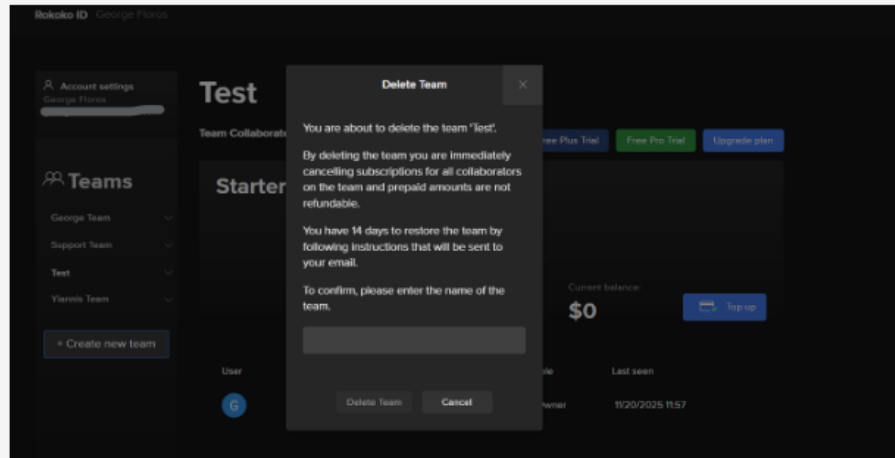 Rokoko ID George Floros
Account settings
George Floros
Test
Team Collaborato
ree Plus Trial
Free Pro Trial
Upgrade plan
Teams
Starter
George Team
Support Team
Test
Yiannis Team
+ Create new team
Delete Team
You are about to delete the team 'Test'.
By deleting the team you are immediately
cancelling subscriptions for all collaborators
on the team and prepaid amounts are not
refundable.
You have 14 days to restore the team by
following instructions that will be sent to
your email.
To confirm, please enter the name of the
team.
Delete Team
Cancel
Current balance:
$0
Top up
User
ole
Last seen
G
wner
11/20/2025 11:57